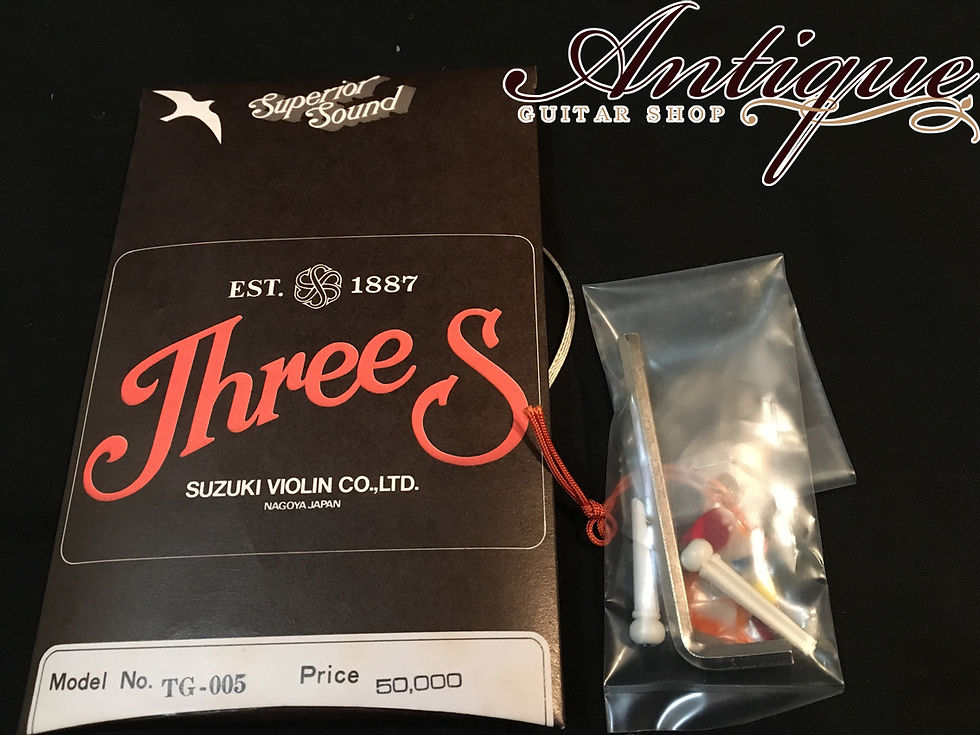 Antique
GUITAR SHOP
Superior
Sound
EST. 1887
Three S
SUZUKI VIOLIN CO.,LTD.
NAGOYA JAPAN
Model No. TG-005 Price 50,000